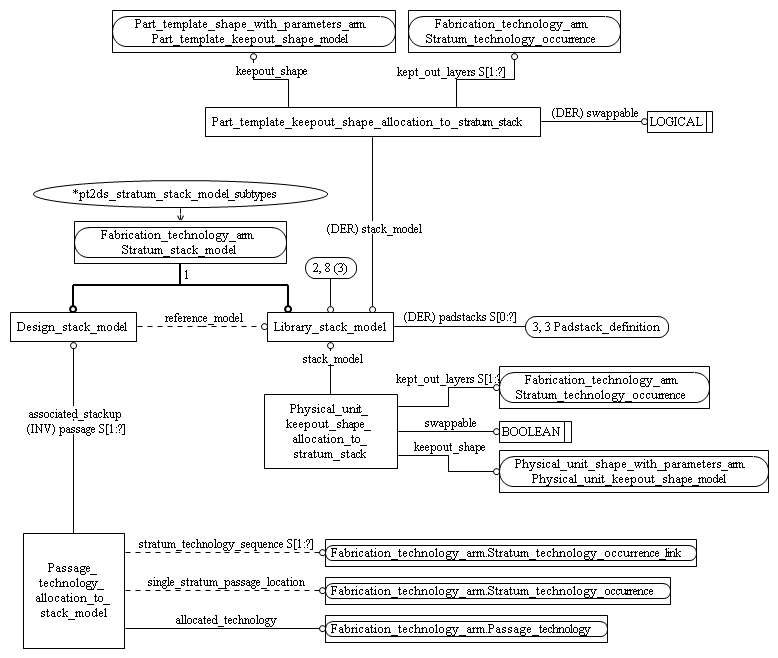 Part_template_shape_with_parameters_arm.
Part_template_keepout_shape_model
Fabrication_technology_arm.
Stratum_technology_occurrence
keepout_shape
kept_out_layers S[1:?]
Part_template_keepout_shape_allocation_to_stratum_stack
(DER) swappable
LOGICAL
*pt2ds_stratum_stack_model_subtypes
Fabrication_technology_arm.
Stratum_stack_model
(DER) stack_model
1
2, 8 (3)
Design_stack_model
reference_model
Library_stack_model
(DER) padstacks S[0:?]
3, 3 Padstack_definition
stack_model
kept_out_layers S[1:?
Fabrication_technology_arm.
Stratum_technology_occurrence
Physical_unit_
keepout_shape_
allocation_to_
stratum_stack
swappable
BOOLEAN
keepout_shape
Physical_unit_shape_with_parameters_arm.
Physical_unit_keepout_shape_model
associated_stackup
(INV) passage S[1:?]
Passage_
technology_
allocation_to_
stack_model
stratum_technology_sequence S[1:?]
Fabrication_technology_arm.Stratum_technology_occurrence_link
single_stratum_passage_location
Fabrication_technology_arm.Stratum_technology_occurrence
allocated_technology
Fabrication_technology_arm.Passage_technology